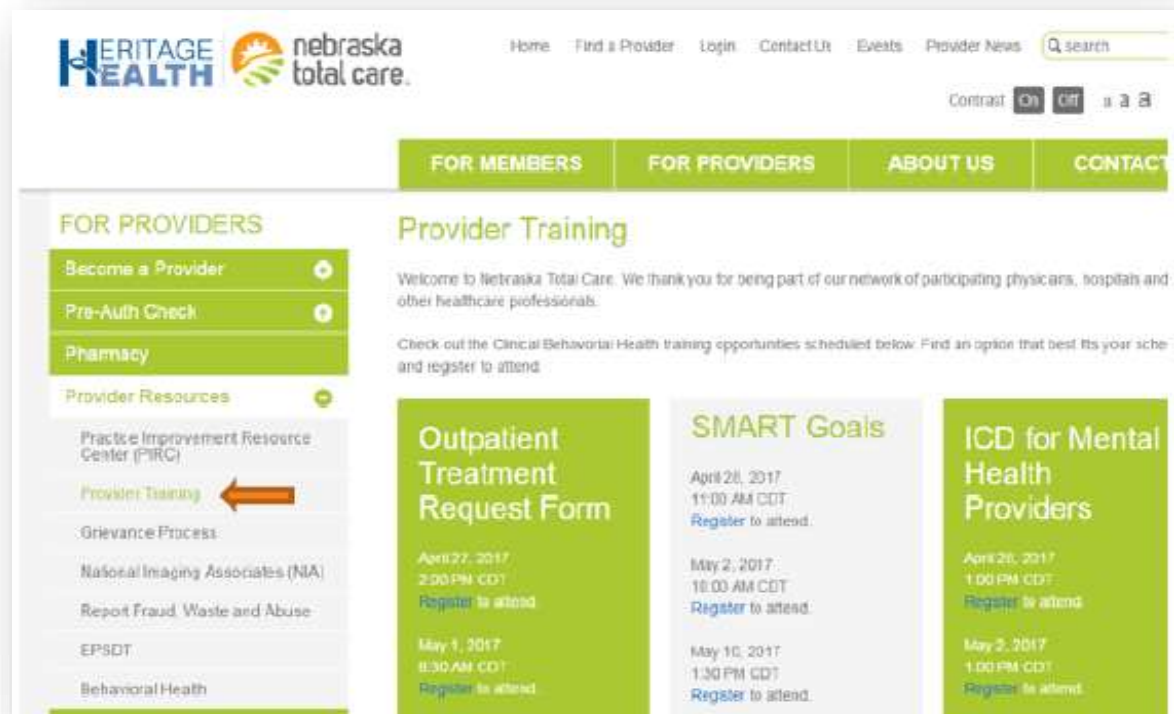 HERITAGE HEALTH
nebraska total care.
Home Find a Provider Login Contact Us Events Provider News search
Contrast On Off a a a
FOR MEMBERS FOR PROVIDERS ABOUT US CONTACT
FOR PROVIDERS
Become a Provider
Pre-Auth Check
Pharmacy
Provider Resources
Practice Improvement Resource
Center (PIRC)
Provider Training
Grievance Process
National Imaging Associates (NIA)
Report Fraud, Waste and Abuse
EPSDT
Behavioral Health
Provider Training
Welcome to Nebraska Total Care. We thank you for being part of our network of participating physicians, hospitals and
other healthcare professionals.
Check out the Clinical Behavorial Health training opportunities scheduled below. Find an option that best fits your sche
and register to attend.
Outpatient
Treatment
Request Form
April 27, 2017
2:00 PM CDT
Register to attend.
May 1, 2017
8:30 AM CDT
Register to attend.
SMART Goals
April 28, 2017
11:00 AM CDT
Register to attend.
May 2, 2017
10:00 AM CDT
Register to attend.
May 10, 2017
1:30 PM CDT
Register to attend.
ICD for Mental
Health
Providers
April 28, 2017
1:00 PM CDT
Register to attend.
May 2, 2017
1:00 PM CDT
Register to attend.